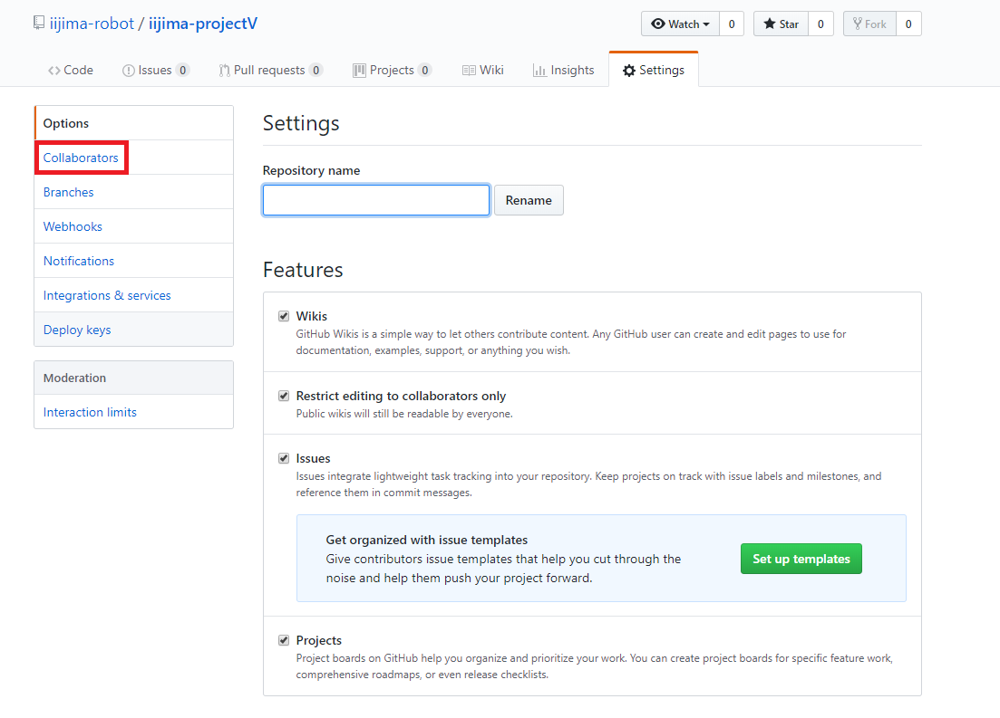 iijima-robot / iijima-projectV
Watch 0 Star 0 Fork 0
Code Issues 0 Pull requests 0 Projects 0 Wiki Insights Settings
Options
Collaborators
Branches
Webhooks
Notifications
Integrations & services
Deploy keys
Moderation
Interaction limits
Settings
Repository name
Rename
Features
Wikis
GitHub Wikis is a simple way to let others contribute content. Any GitHub user can create and edit pages to use for
documentation, examples, support, or anything you wish.
Restrict editing to collaborators only
Public wikis will still be readable by everyone.
Issues
Issues integrate lightweight task tracking into your repository. Keep projects on track with issue labels and milestones, and
reference them in commit messages.
Get organized with issue templates
Give contributors issue templates that help you cut through the
noise and help them push your project forward.
Set up templates
Projects
Project boards on GitHub help you organize and prioritize your work. You can create project boards for specific feature work,
comprehensive roadmaps, or even release checklists.